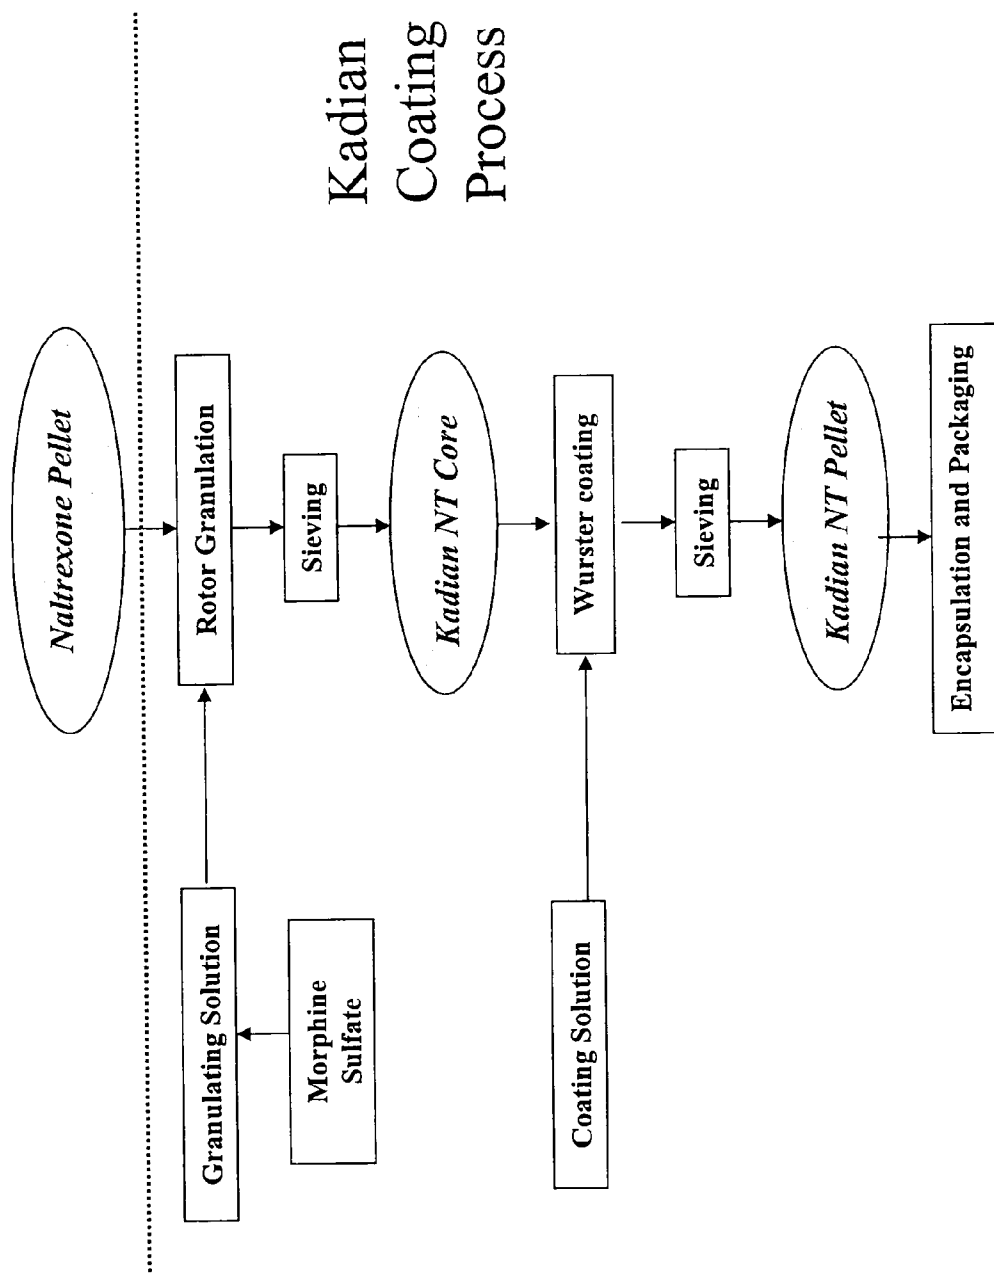 Naltrexone Pellet
Granulating Solution
Rotor Granulation
Morphine
Sulfate
Sieving
Kadian
Coating
Process
Kadian NT Core
Coating Solution
Wurster coating
Sieving
Kadian NT Pellet
Encapsulation and Packaging